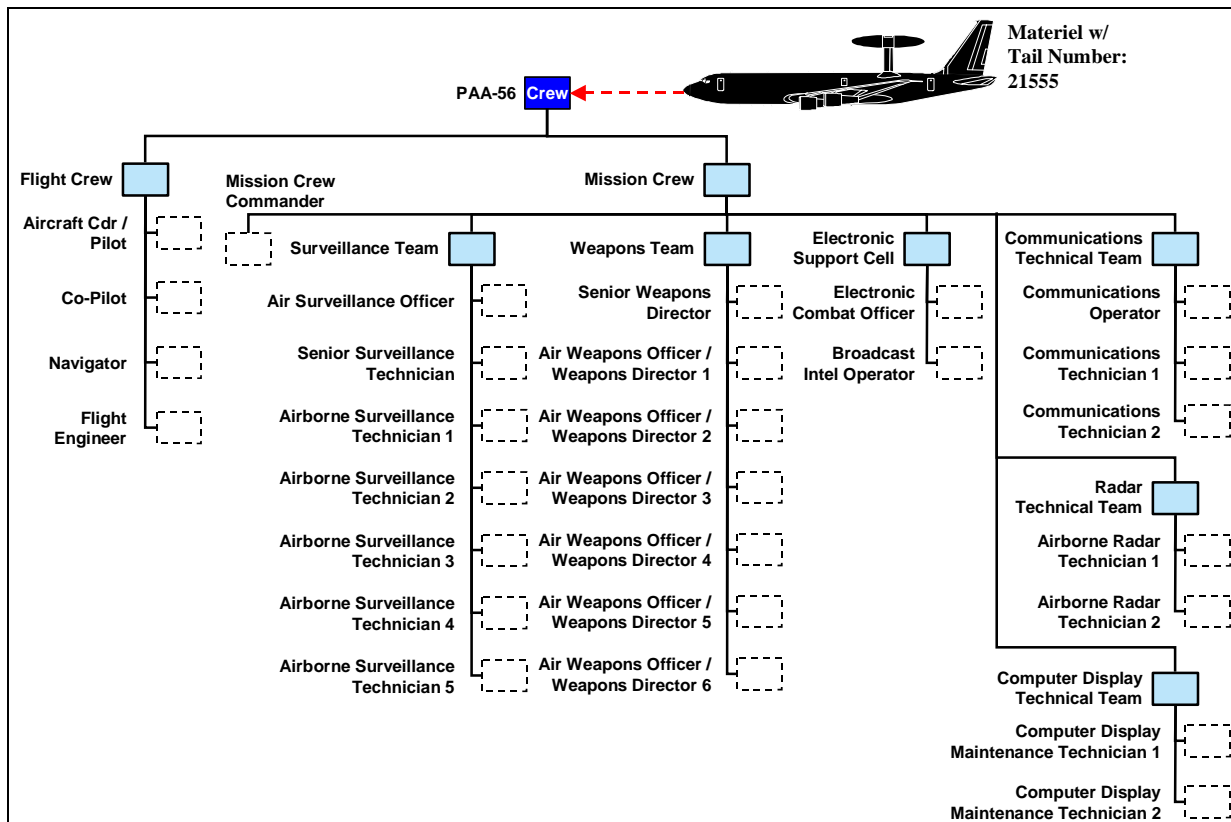 Materiel w/
Tail Number:
21555
PAA-56
Crew
Flight Crew
Aircraft Cdr /
Pilot
Co-Pilot
Navigator
Flight
Engineer
Mission Crew
Commander
Mission Crew
Surveillance Team
Air Surveillance Officer
Senior Surveillance
Technician
Airborne Surveillance
Technician 1
Airborne Surveillance
Technician 2
Airborne Surveillance
Technician 3
Airborne Surveillance
Technician 4
Airborne Surveillance
Technician 5
Weapons Team
Senior Weapons
Director
Air Weapons Officer /
Weapons Director 1
Air Weapons Officer /
Weapons Director 2
Air Weapons Officer /
Weapons Director 3
Air Weapons Officer /
Weapons Director 4
Air Weapons Officer /
Weapons Director 5
Air Weapons Officer /
Weapons Director 6
Electronic
Support Cell
Electronic
Combat Officer
Broadcast
Intel Operator
Communications
Technical Team
Communications
Operator
Communications
Technician 1
Communications
Technician 2
Radar
Technical Team
Airborne Radar
Technician 1
Airborne Radar
Technician 2
Computer Display
Technical Team
Computer Display
Maintenance Technician 1
Computer Display
Maintenance Technician 2